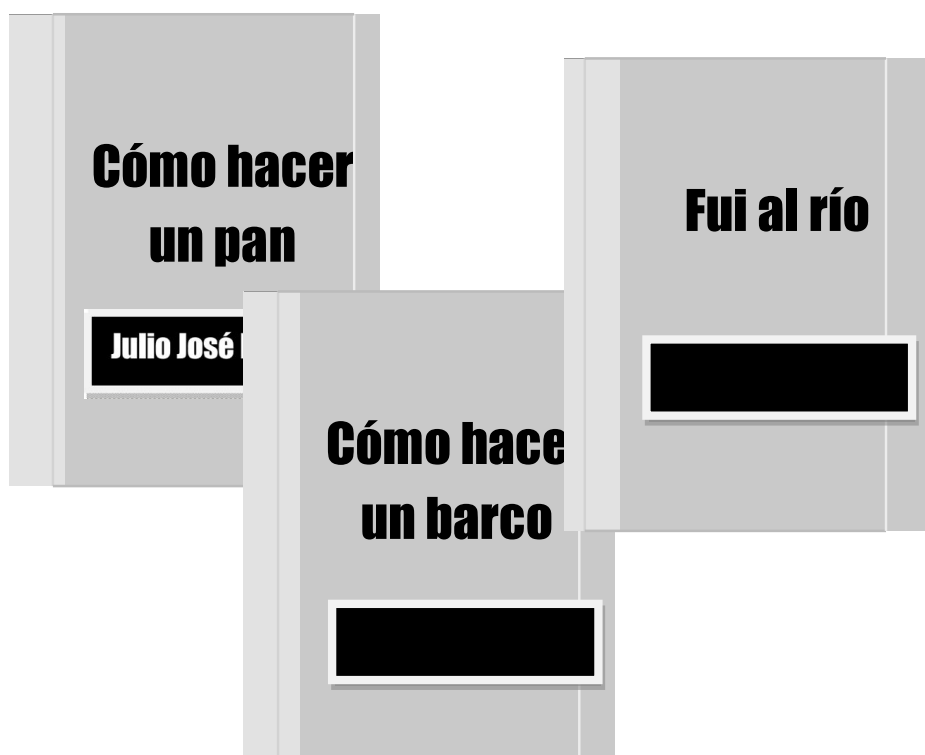 Cómo hacer
un pan
Julio José
Fui al río
Cómo hace
un barco